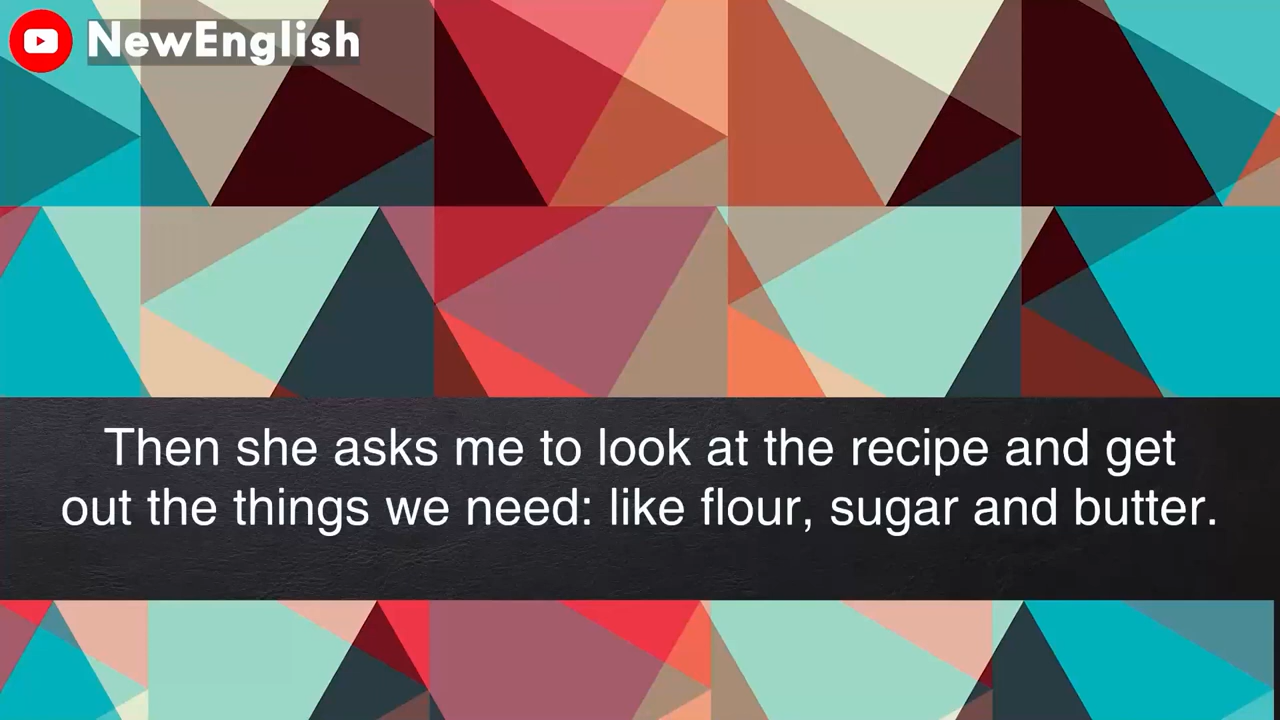 NewEnglish
Then she asks me to look at the recipe and get
out the things we need: like flour, sugar and butter.